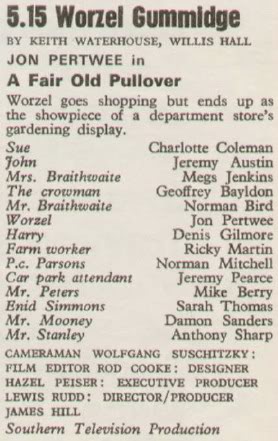 5.15 Worzel Gummidge
BY KEITH WATERHOUSE, WILLIS HALL
JON PERTWEE in
A Fair Old Pullover
Worzel goes shopping but ends up as
the showpiece of a department store's
gardening display.
Sue Charlotte Coleman
John Jeremy Austin
Mrs. Braithwaite Megs Jenkins
The crowman Geoffrey Bayldon
Mr. Braithwaite Norman Bird
Worzel Jon Pertwee
Harry Denis Gilmore
Farm worker Ricky Martin
P.c. Parsons Norman Mitchell
Car park attendant Jeremy Pearce
Mr. Peters Mike Berry
Enid Simmons Sarah Thomas
Mr. Mooney Damon Sanders
Mr. Stanley Anthony Sharp
CAMERAMAN WOLFGANG SUSCHITZKY:
FILM EDITOR ROD COOKE: DESIGNER
HAZEL PEISER: EXECUTIVE PRODUCER
LEWIS RUDD: DIRECTOR/PRODUCER
JAMES HILL
Southern Television Production